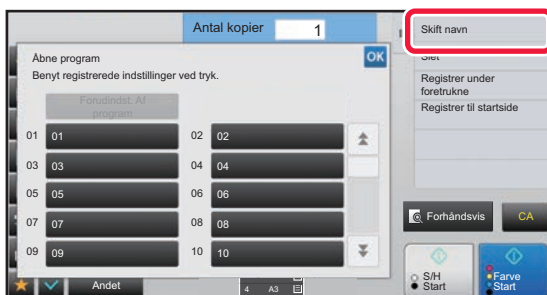 Antal kopier 1
Skift navn
Slet
Registrer under
foretrukne
Registrer til startside
OK
Åbne program
Benyt registrerede indstillinger ved tryk.
Forudindst. Af
program
01 01 02 02
03 03 04 04
05 05 06 06
07 07 08 08
09 09 10 10
Forhåndsvis CA
S/H
Start
Farve
Start
Andet
4 A3